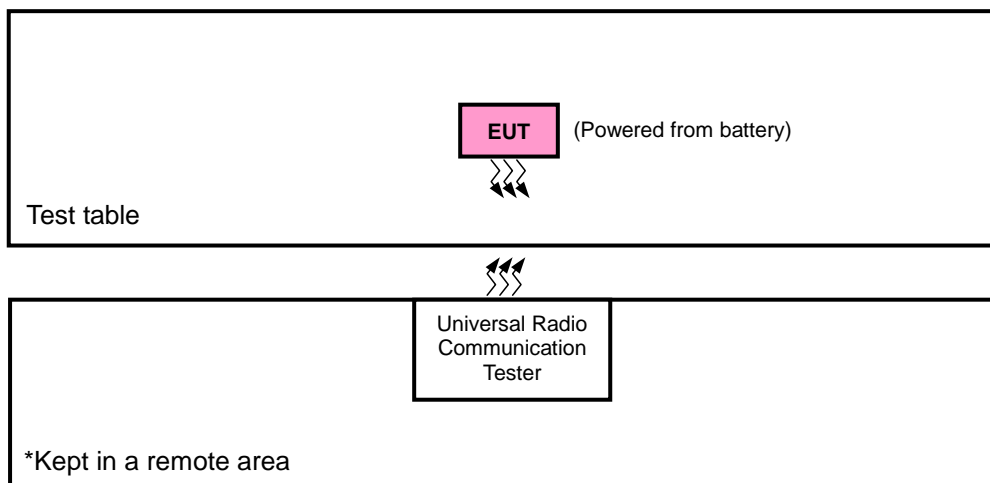 EUT
(Powered from battery)
Test table
Universal Radio
Communication
Tester
*Kept in a remote area